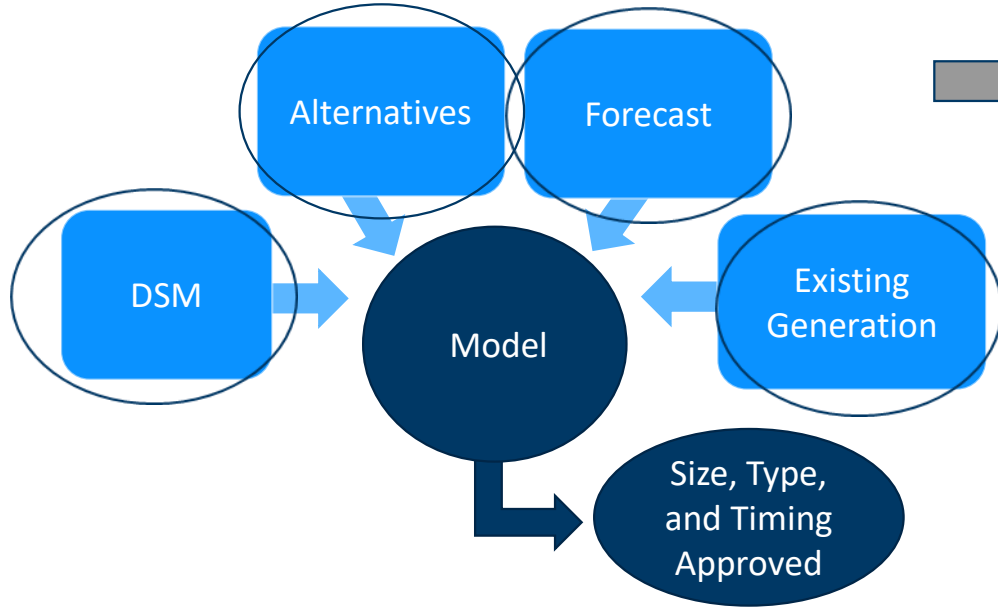 Alternatives
Forecast
DSM
Existing
Generation
Model
Size, Type,
and Timing
Approved